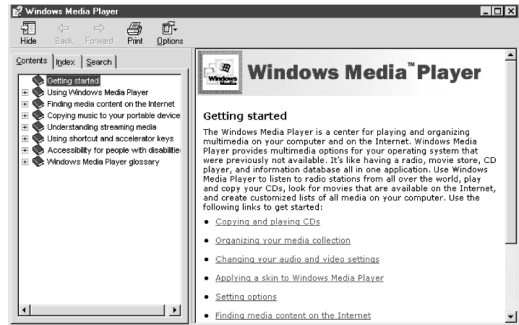 Windows Media Player
Hide Back Forward Print Options
Contents Index Search
Getting started
Using Windows Media Player
Finding media content on the Internet
Copying music to your portable device
Understanding streaming media
Using shortcut and accelerator keys
Accessibility for people with disabilitie
Windows Media Player glossary
Windows
Windows Media™ Player
Getting started
The Windows Media Player is a center for playing and organizing
multimedia on your computer and on the Internet. Windows Media
Player provides multimedia options for your operating system that
were previously not available. It's like having a radio, movie store, CD
player, and information database all in one application. Use Windows
Media Player to listen to radio stations from all over the world, play
and copy your CDs, look for movies that are available on the Internet,
and create customized lists of all media on your computer. Use the
following links to get started:
• Copying and playing CDs
• Organizing your media collection
• Changing your audio and video settings
• Applying a skin to Windows Media Player
• Setting options
• Finding media content on the Internet